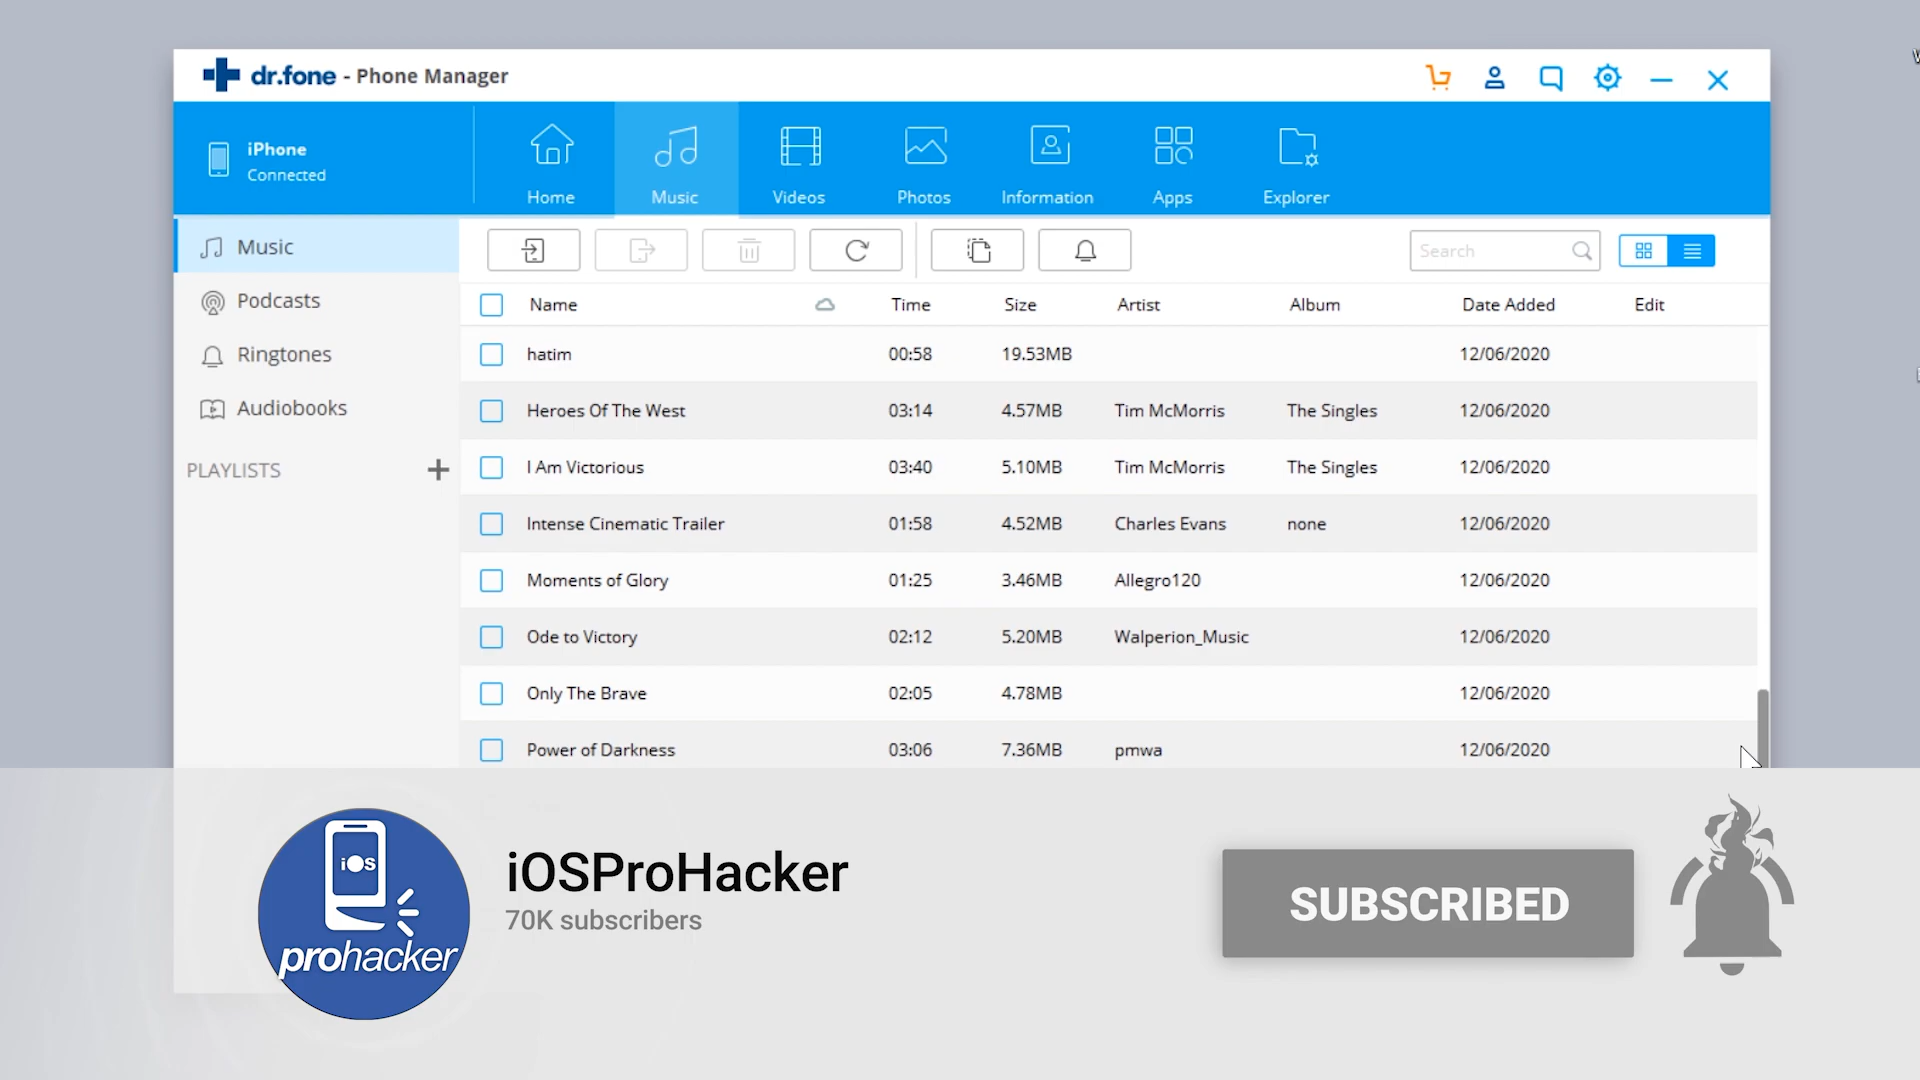 dr.fone - Phone Manager
iPhone
Connected
Home
Music
Videos
Photos
Information
Apps
Explorer
Music
Podcasts
Ringtones
Audiobooks
PLAYLISTS
Search
Name Time Size Artist Album Date Added Edit
hatim 00:58 19.53MB 12/06/2020
Heroes Of The West 03:14 4.57MB Tim McMorris The Singles 12/06/2020
I Am Victorious 03:40 5.10MB Tim McMorris The Singles 12/06/2020
Intense Cinematic Trailer 01:58 4.52MB Charles Evans none 12/06/2020
Moments of Glory 01:25 3.46MB Allegro120 12/06/2020
Ode to Victory 02:12 5.20MB Walperion_Music 12/06/2020
Only The Brave 02:05 4.78MB 12/06/2020
Power of Darkness 03:06 7.36MB pmwa 12/06/2020
iOS
prohacker
iOSProHacker
70K subscribers
SUBSCRIBED